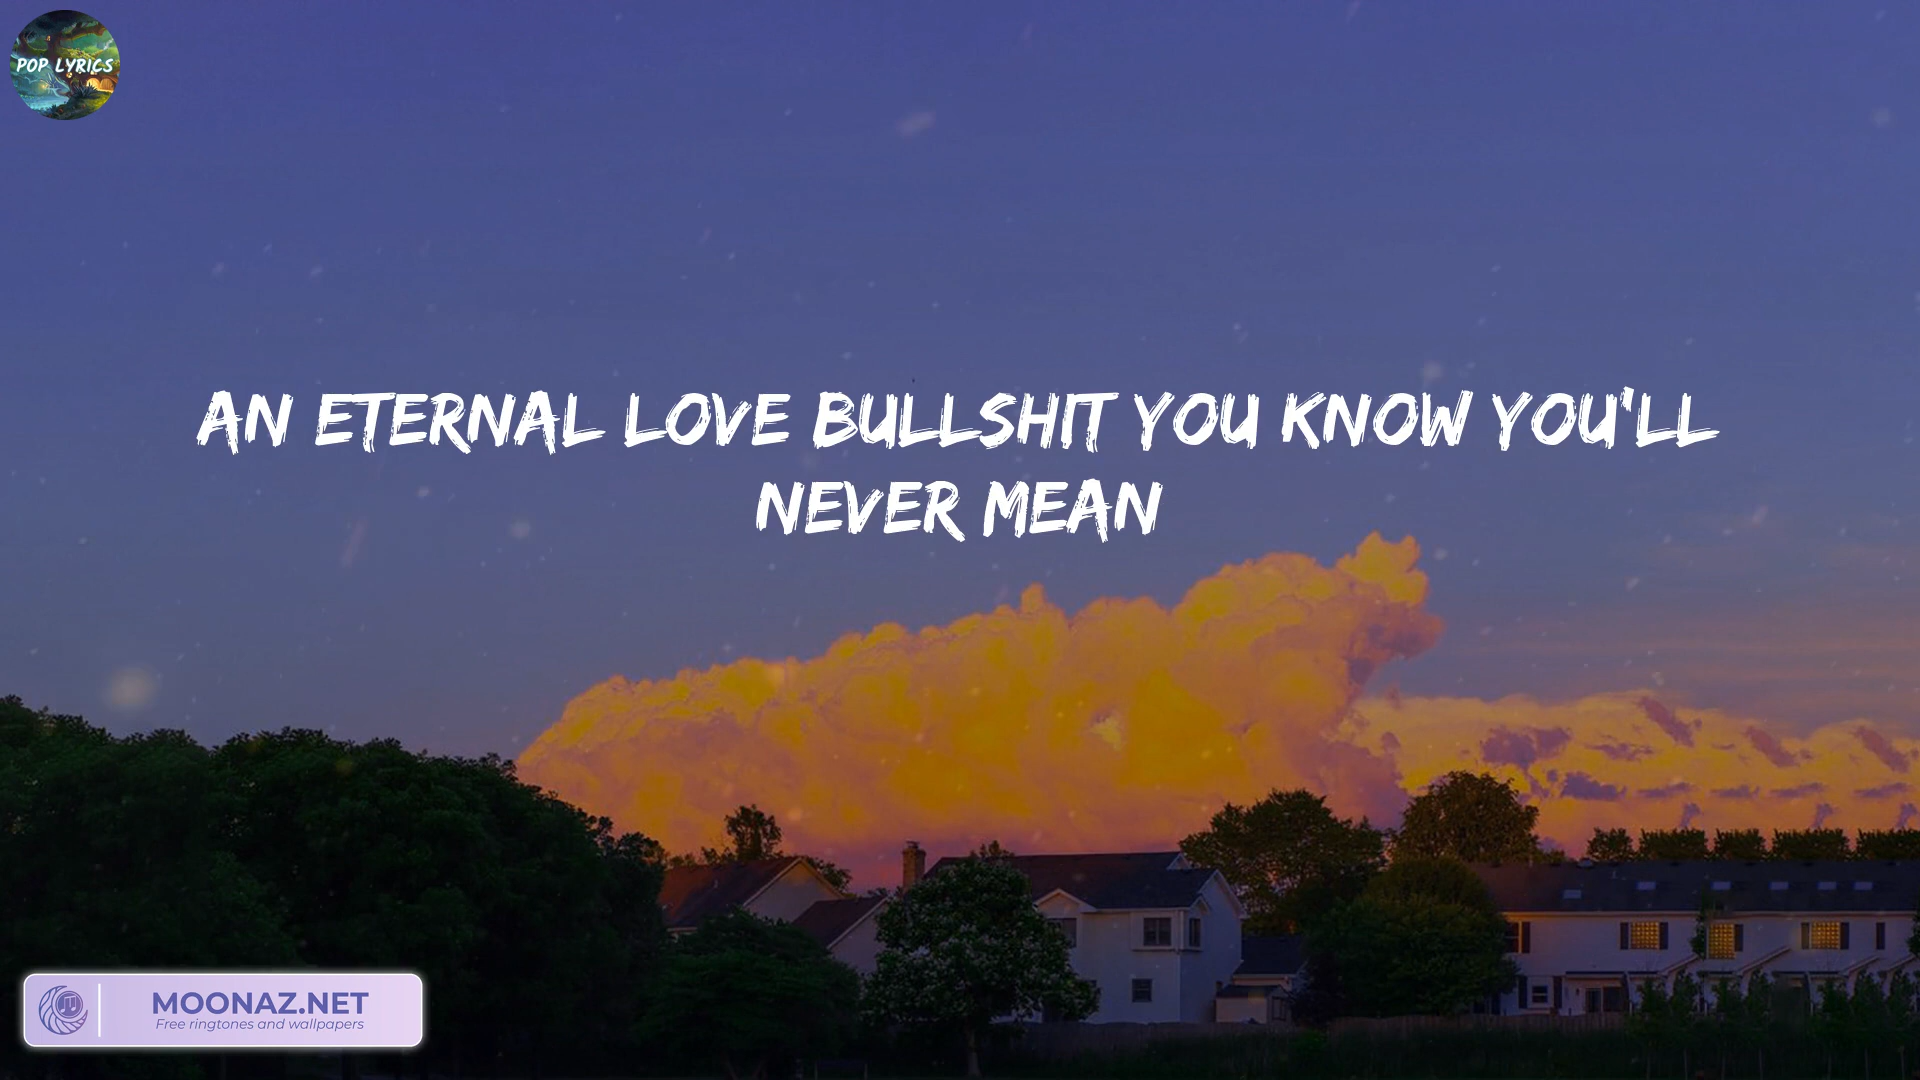 POP LYRICS
AN ETERNAL LOVE BULLSHIT YOU KNOW YOU'LL
NEVER MEAN
MOONAZ.NET
Free ringtones and wallpapers